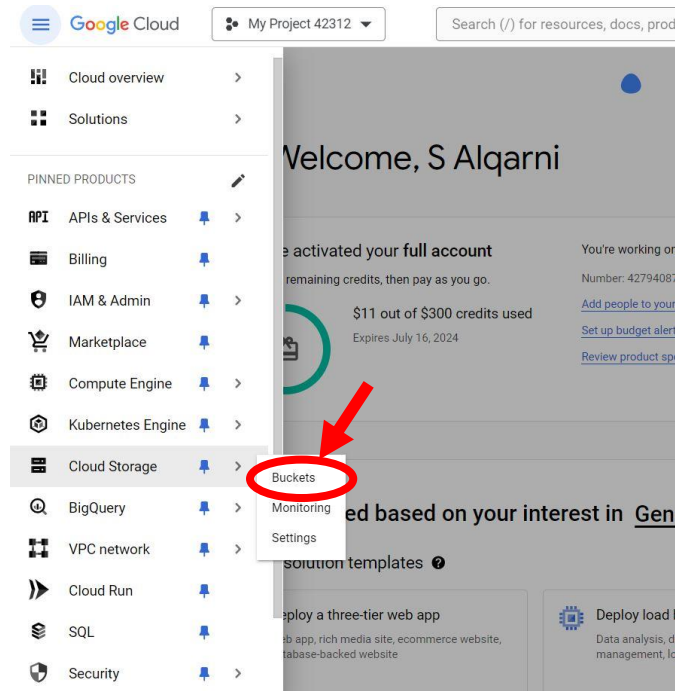 Google Cloud
My Project 42312
Search (/) for resources, docs, prod
Cloud overview
Solutions
PINNED PRODUCTS
API APIs & Services
Billing
IAM & Admin
Marketplace
Compute Engine
Kubernetes Engine
Cloud Storage
BigQuery
VPC network
Cloud Run
SQL
Security
Buckets
Monitoring
Settings
Welcome, S Alqarni
e activated your full account
remaining credits, then pay as you go.
$11 out of $300 credits used
Expires July 16, 2024
You're working on
Number: 42794087
Add people to your
Set up budget alert
Review product spe
ed based on your interest in Gen
solution templates
eploy a three-tier web app
eb app, rich media site, ecommerce website,
tabase-backed website
Deploy load
Data analysis, d
management, lo